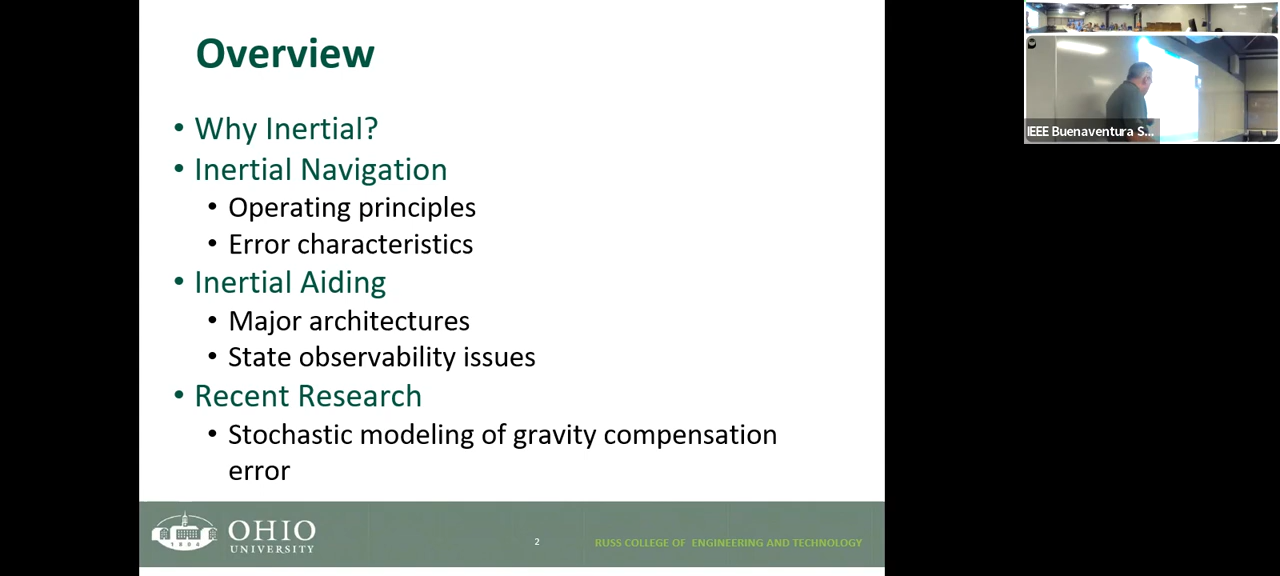 Overview
• Why Inertial?
• Inertial Navigation
• Operating principles
• Error characteristics
• Inertial Aiding
• Major architectures
• State observability issues
• Recent Research
• Stochastic modeling of gravity compensation
error
1804
OHIO
UNIVERSITY
2
RUSS COLLEGE OF ENGINEERING AND TECHNOLOGY
IEEE Buenaventura S...